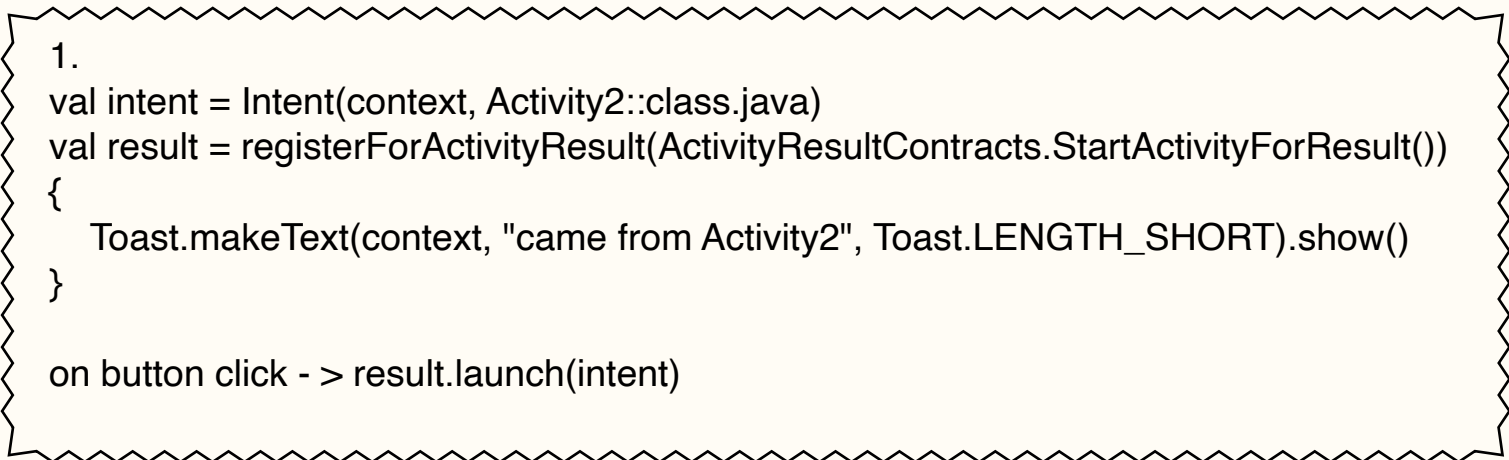 1.
val intent = Intent(context, Activity2::class.java)
val result = registerForActivityResult(ActivityResultContracts.StartActivityForResult())
{
    Toast.makeText(context, "came from Activity2", Toast.LENGTH_SHORT).show()
}
on button click - > result.launch(intent)